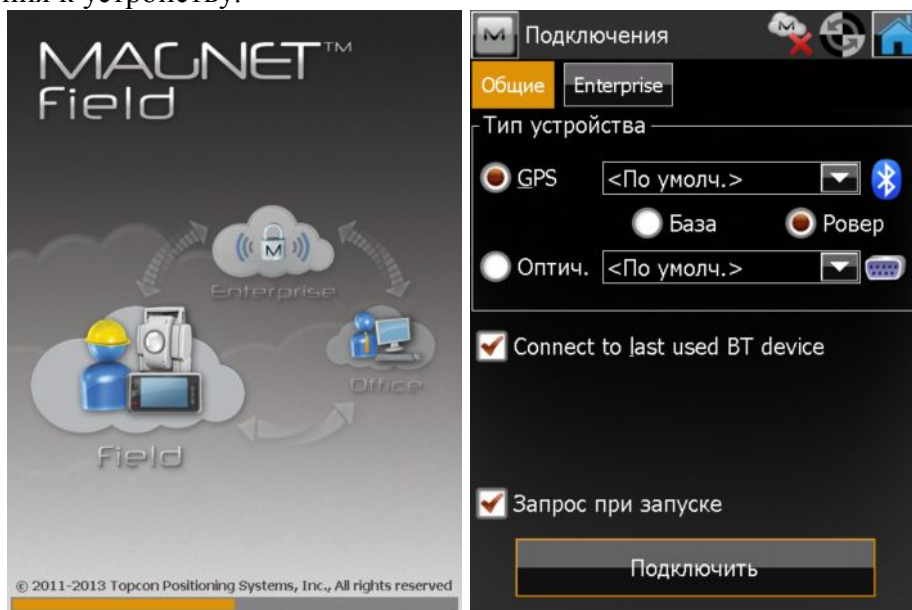 к устройству.
MAGNET™
Field
Enterprise
Office
Field
© 2011-2013 Topcon Positioning Systems, Inc., All rights reserved
Подключения
Общие Enterprise
Тип устройства
GPS <По умолч.>
База Ровер
Оптич. <По умолч.>
Connect to last used BT device
Запрос при запуске
Подключить